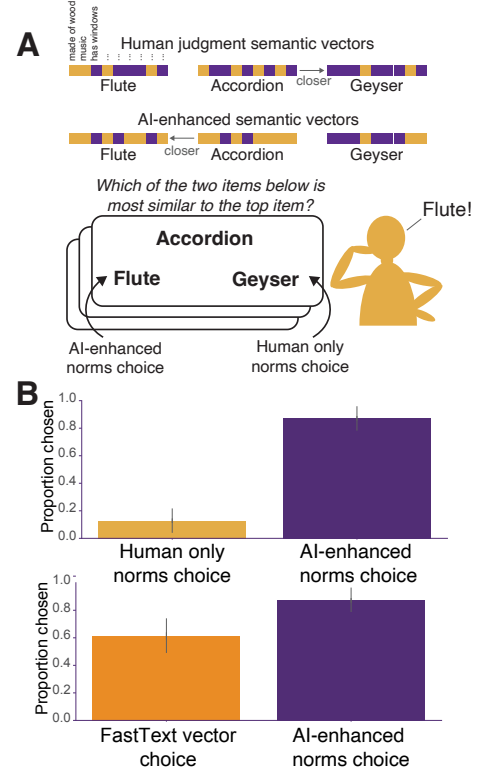 A
made of wood
music
has windows
... ... ... ... ... ...
Human judgment semantic vectors
Flute
Accordion
closer
Geyser
AI-enhanced semantic vectors
Flute
closer
Accordion
Geyser
Which of the two items below is
most similar to the top item?
Flute!
Accordion
Flute
Geyser
AI-enhanced
norms choice
Human only
norms choice
B
Proportion chosen
1.0
0.8
0.6
0.4
0.2
0.0
Human only
norms choice
AI-enhanced
norms choice
Proportion chosen
1.0
0.8
0.6
0.4
0.2
0.0
FastText vector
choice
AI-enhanced
norms choice